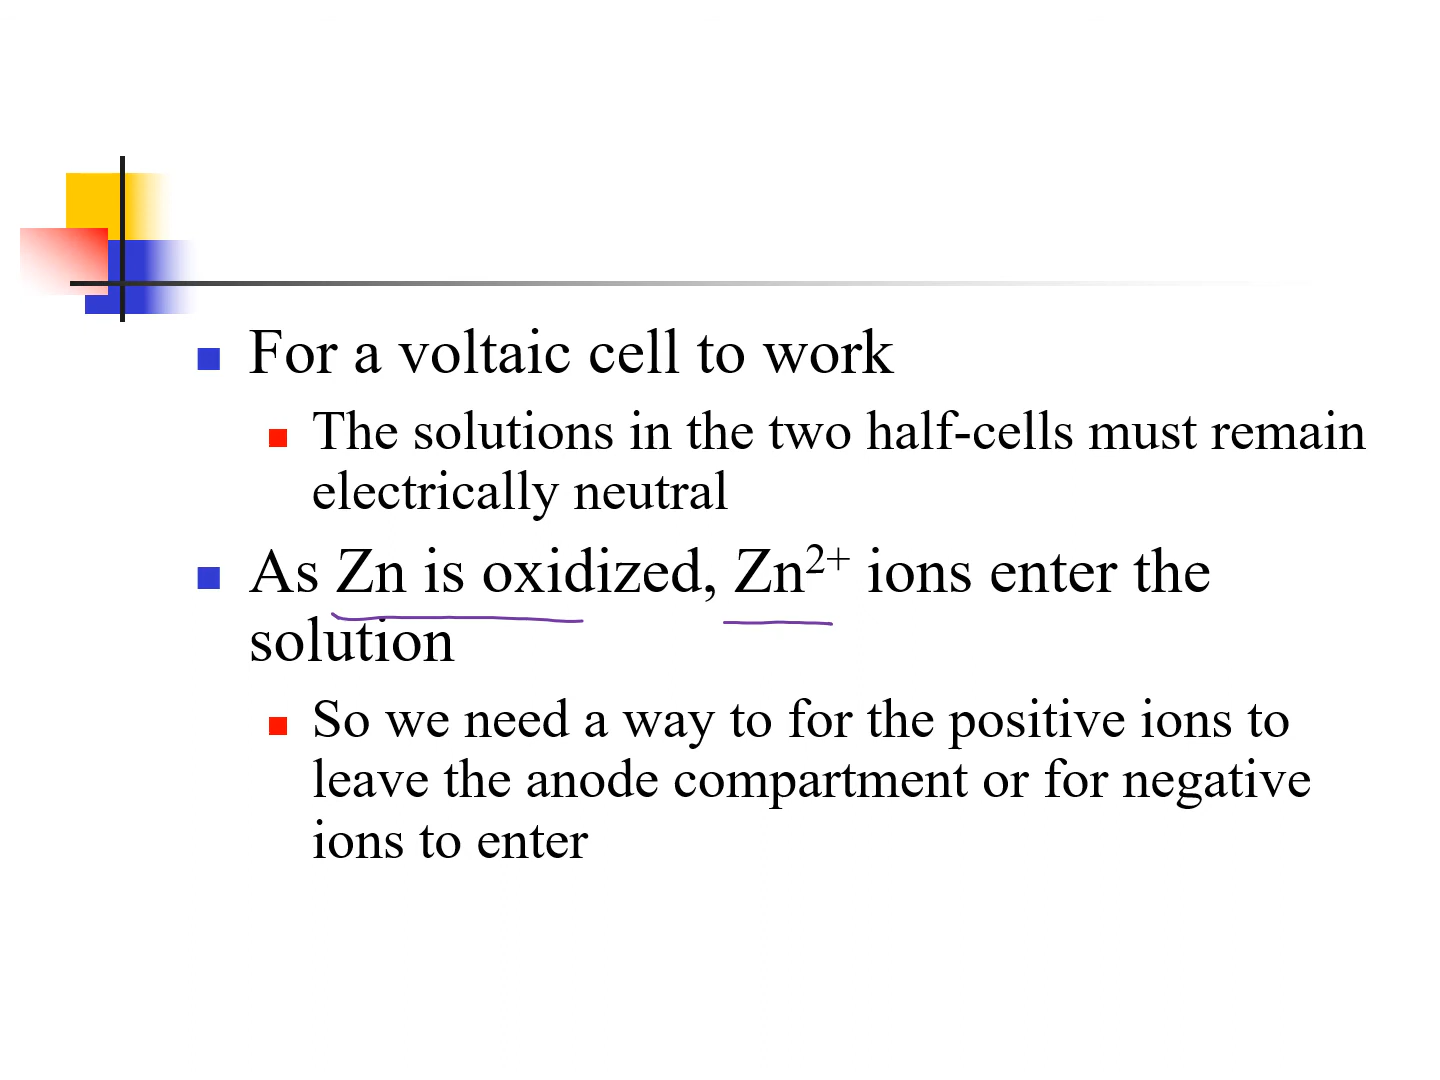 For a voltaic cell to work
The solutions in the two half-cells must remain
electrically neutral
As Zn is oxidized, Zn²⁺ ions enter the
solution
So we need a way to for the positive ions to
leave the anode compartment or for negative
ions to enter